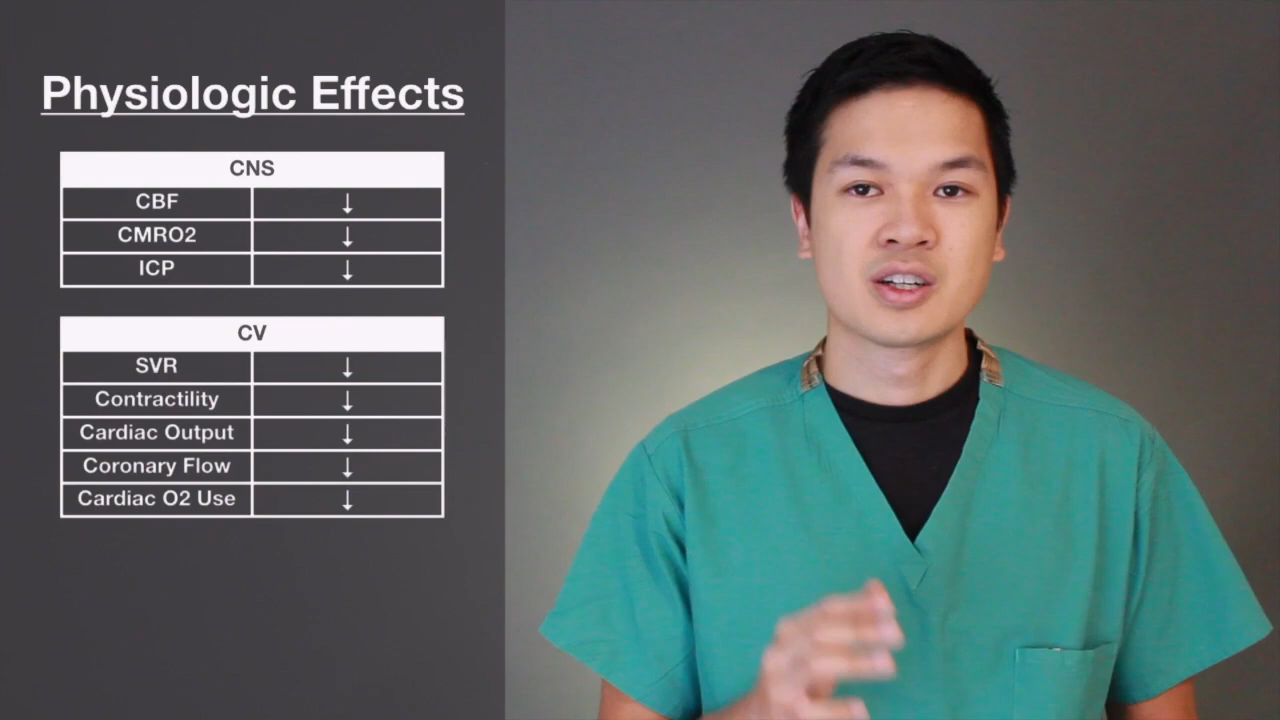 Physiologic Effects
CNS
CBF ↓
CMRO2 ↓
ICP ↓
CV
SVR ↓
Contractility ↓
Cardiac Output ↓
Coronary Flow ↓
Cardiac O2 Use ↓